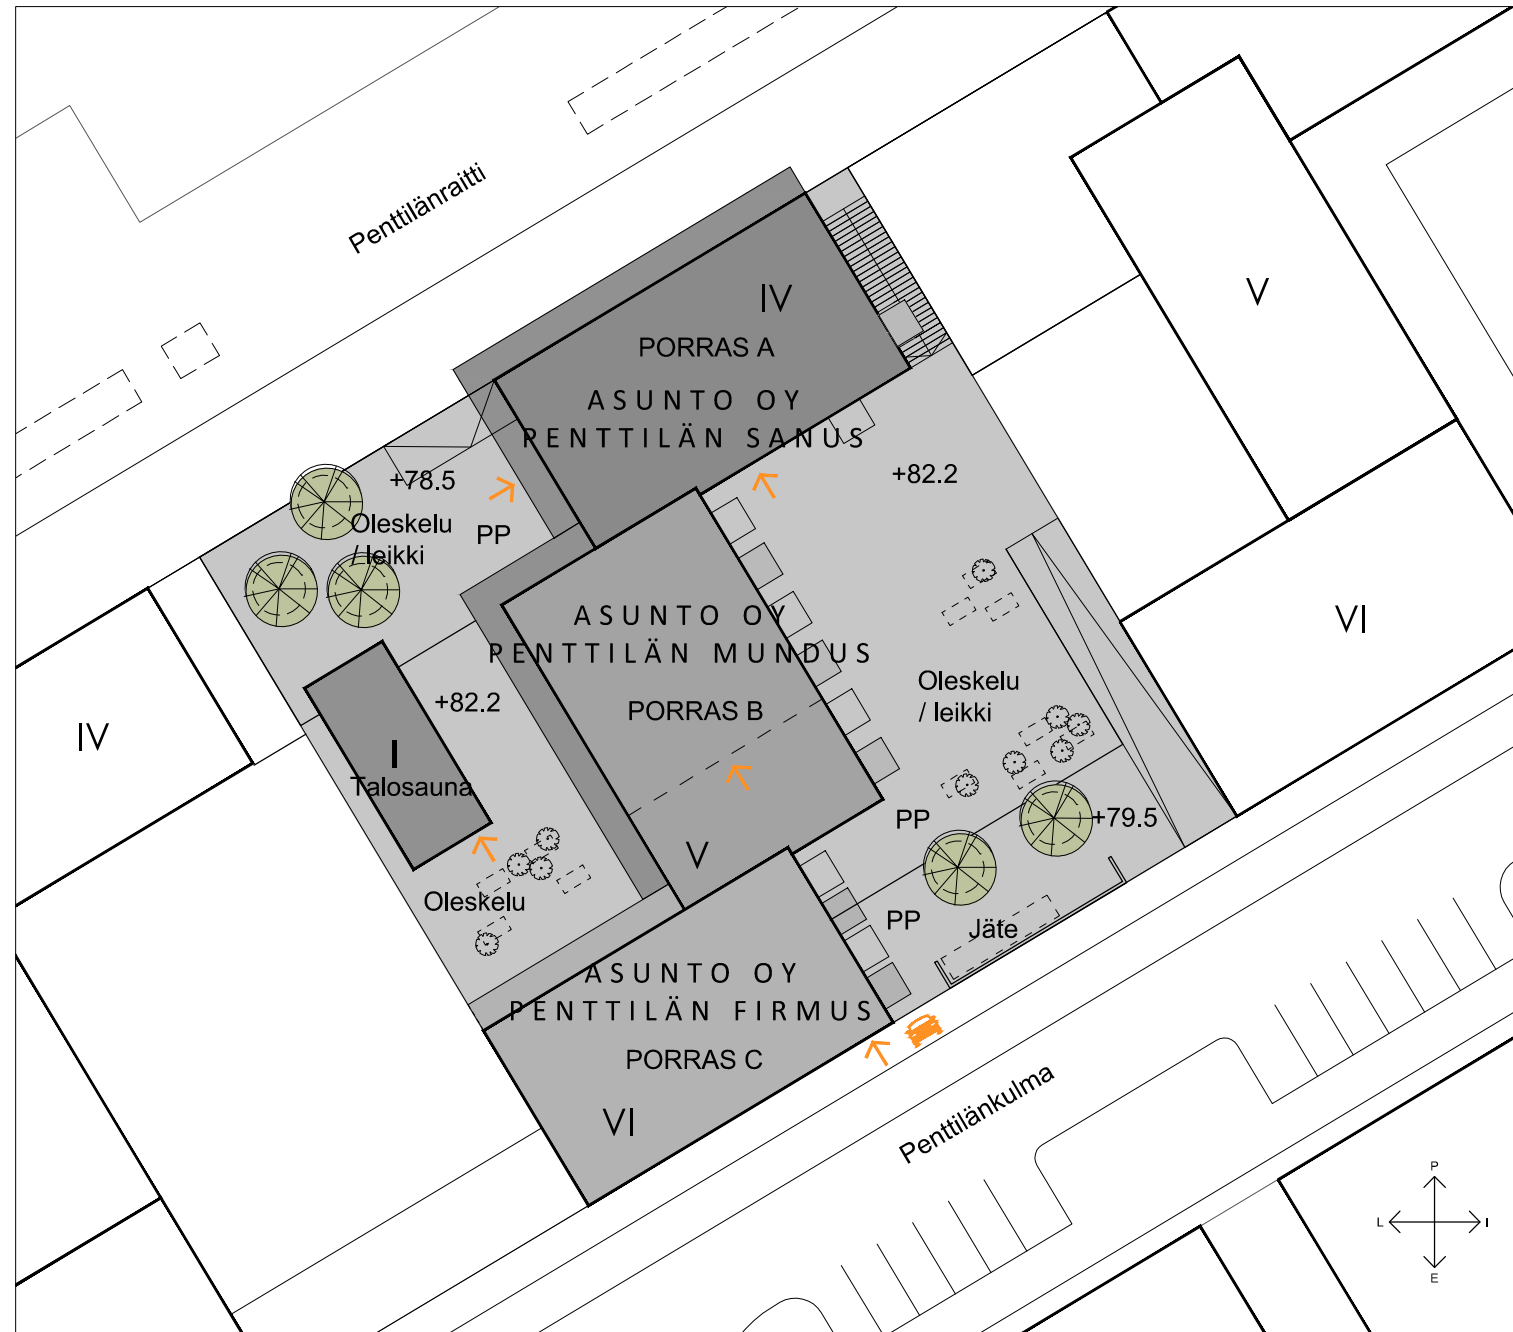 Penttilänraitti
IV
PORRAS A
ASUNTO OY
PENTTILÄN SANUS
V
+78.5
+82.2
Oleskelu
/ leikki
PP
ASUNTO OY
PENTTILÄN MUNDUS
VI
+82.2
PORRAS B
Oleskelu
/ leikki
IV
I
Talosauna
V
PP
+79.5
Oleskelu
PP
Jäte
ASUNTO OY
PENTTILÄN FIRMUS
PORRAS C
VI
Penttilänkulma
P
L
I
E